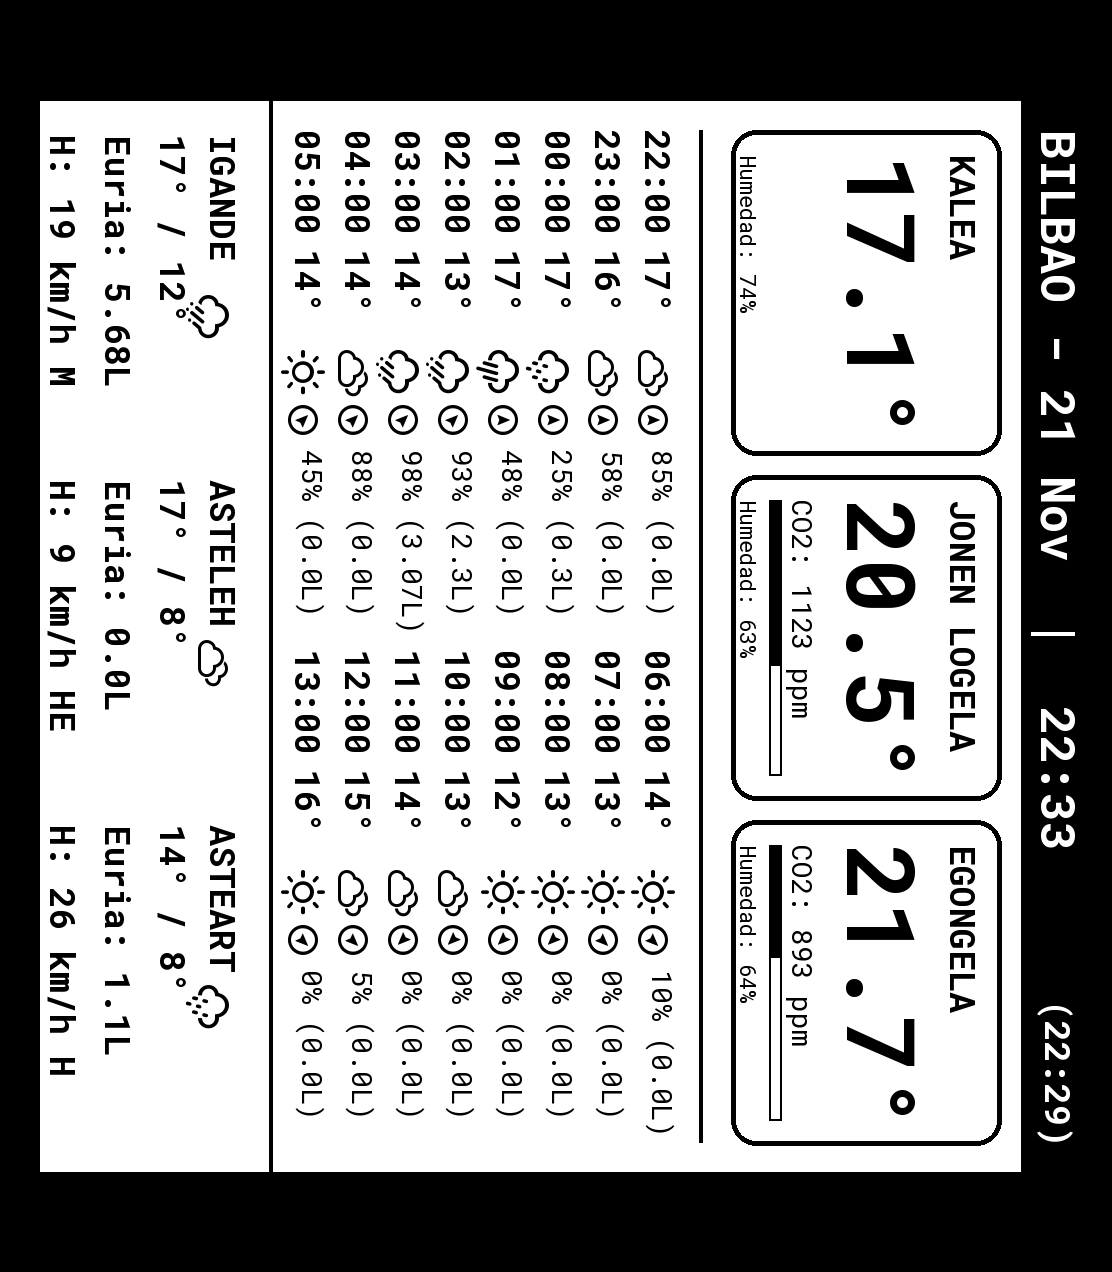 BILBAO - 21 Nov | 22:33 (22:29)
KALEA
17.1°
Humedad: 74%
JONEN LOGELA
20.5°
CO2: 1123 ppm
Humedad: 63%
EGONGELA
21.7°
CO2: 893 ppm
Humedad: 64%
22:00 17° 85% (0.0L)
23:00 16° 58% (0.0L)
00:00 17° 25% (0.3L)
01:00 17° 48% (0.0L)
02:00 13° 93% (2.3L)
03:00 14° 98% (3.07L)
04:00 14° 88% (0.0L)
05:00 14° 45% (0.0L)
06:00 14° 10% (0.0L)
07:00 13° 0% (0.0L)
08:00 13° 0% (0.0L)
09:00 12° 0% (0.0L)
10:00 13° 0% (0.0L)
11:00 14° 0% (0.0L)
12:00 15° 5% (0.0L)
13:00 16° 0% (0.0L)
IGANDE
17° / 12°
Euria: 5.68L
H: 19 km/h M
ASTELEH
17° / 8°
Euria: 0.0L
H: 9 km/h HE
ASTEART
14° / 8°
Euria: 1.1L
H: 26 km/h H